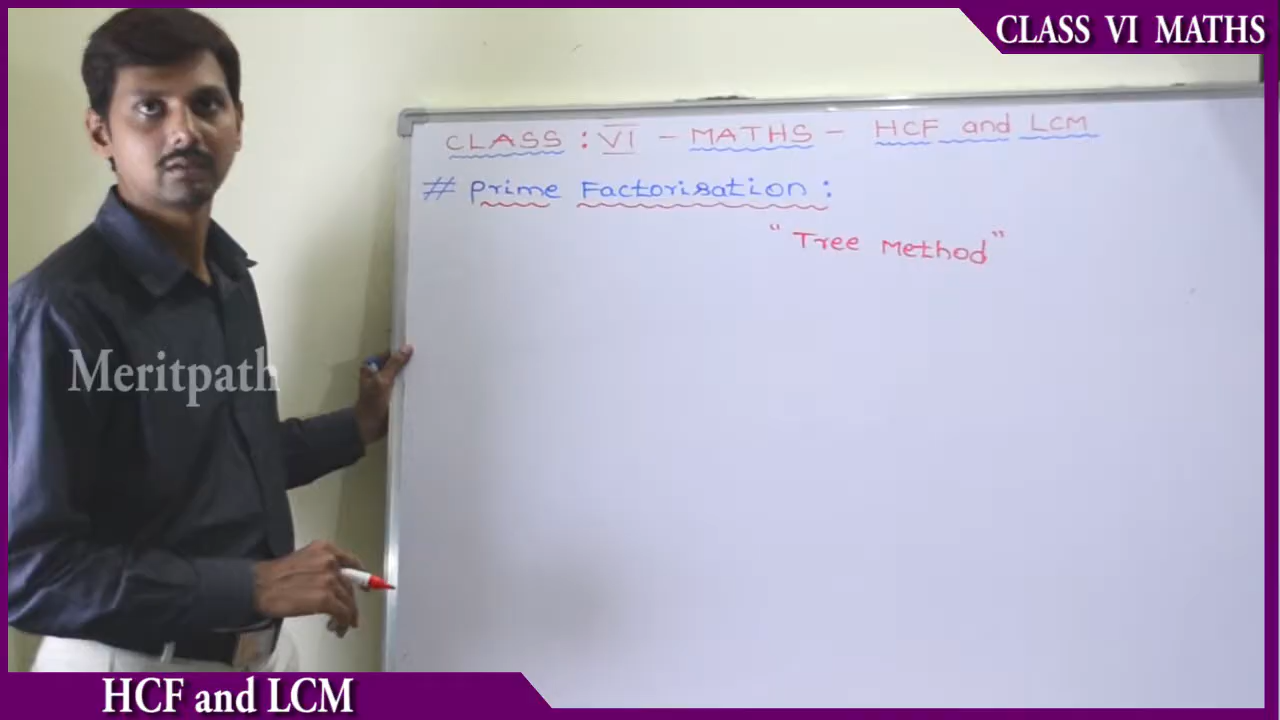 CLASS VI MATHS
CLASS : VI - MATHS - HCF and LCM
# Prime Factorisation :
"Tree Method"
Meritpath
HCF and LCM